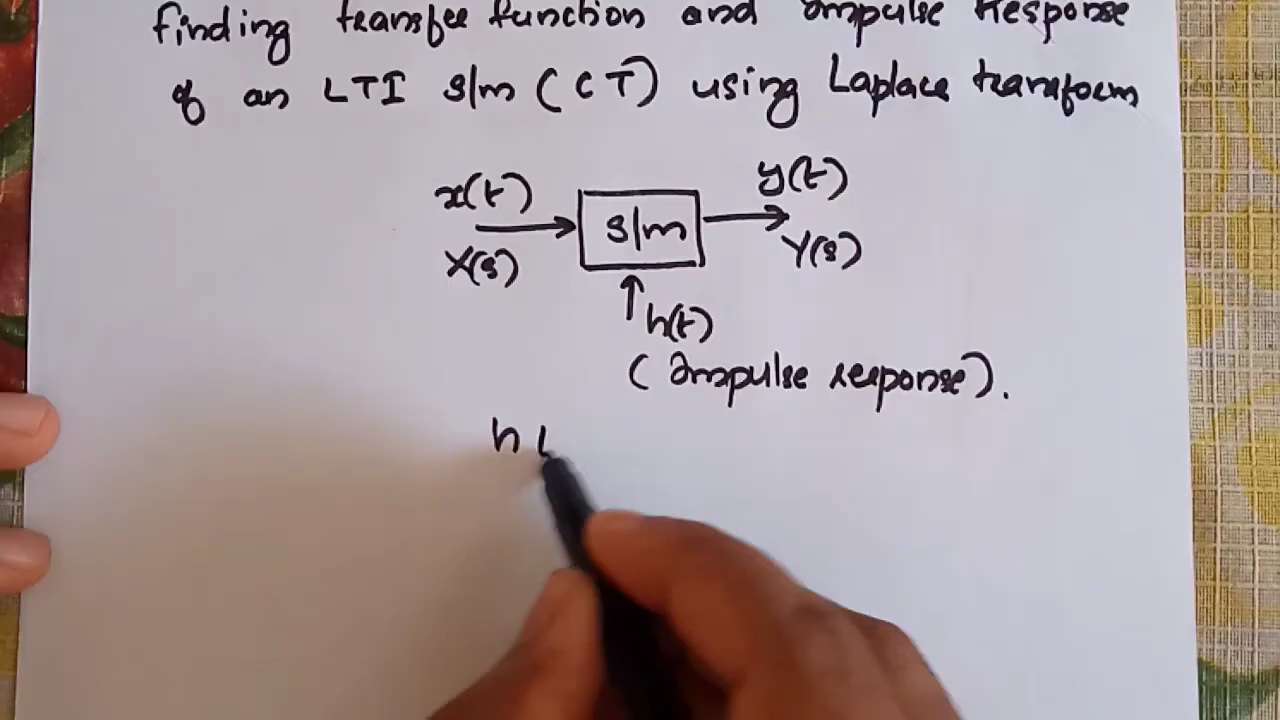 finding transfer function and Impulse Response
of an LTI s/m (CT) using Laplace transform
x(t) y(t)
s/m
X(s) Y(s)
h(t)
(Impulse response).
h (